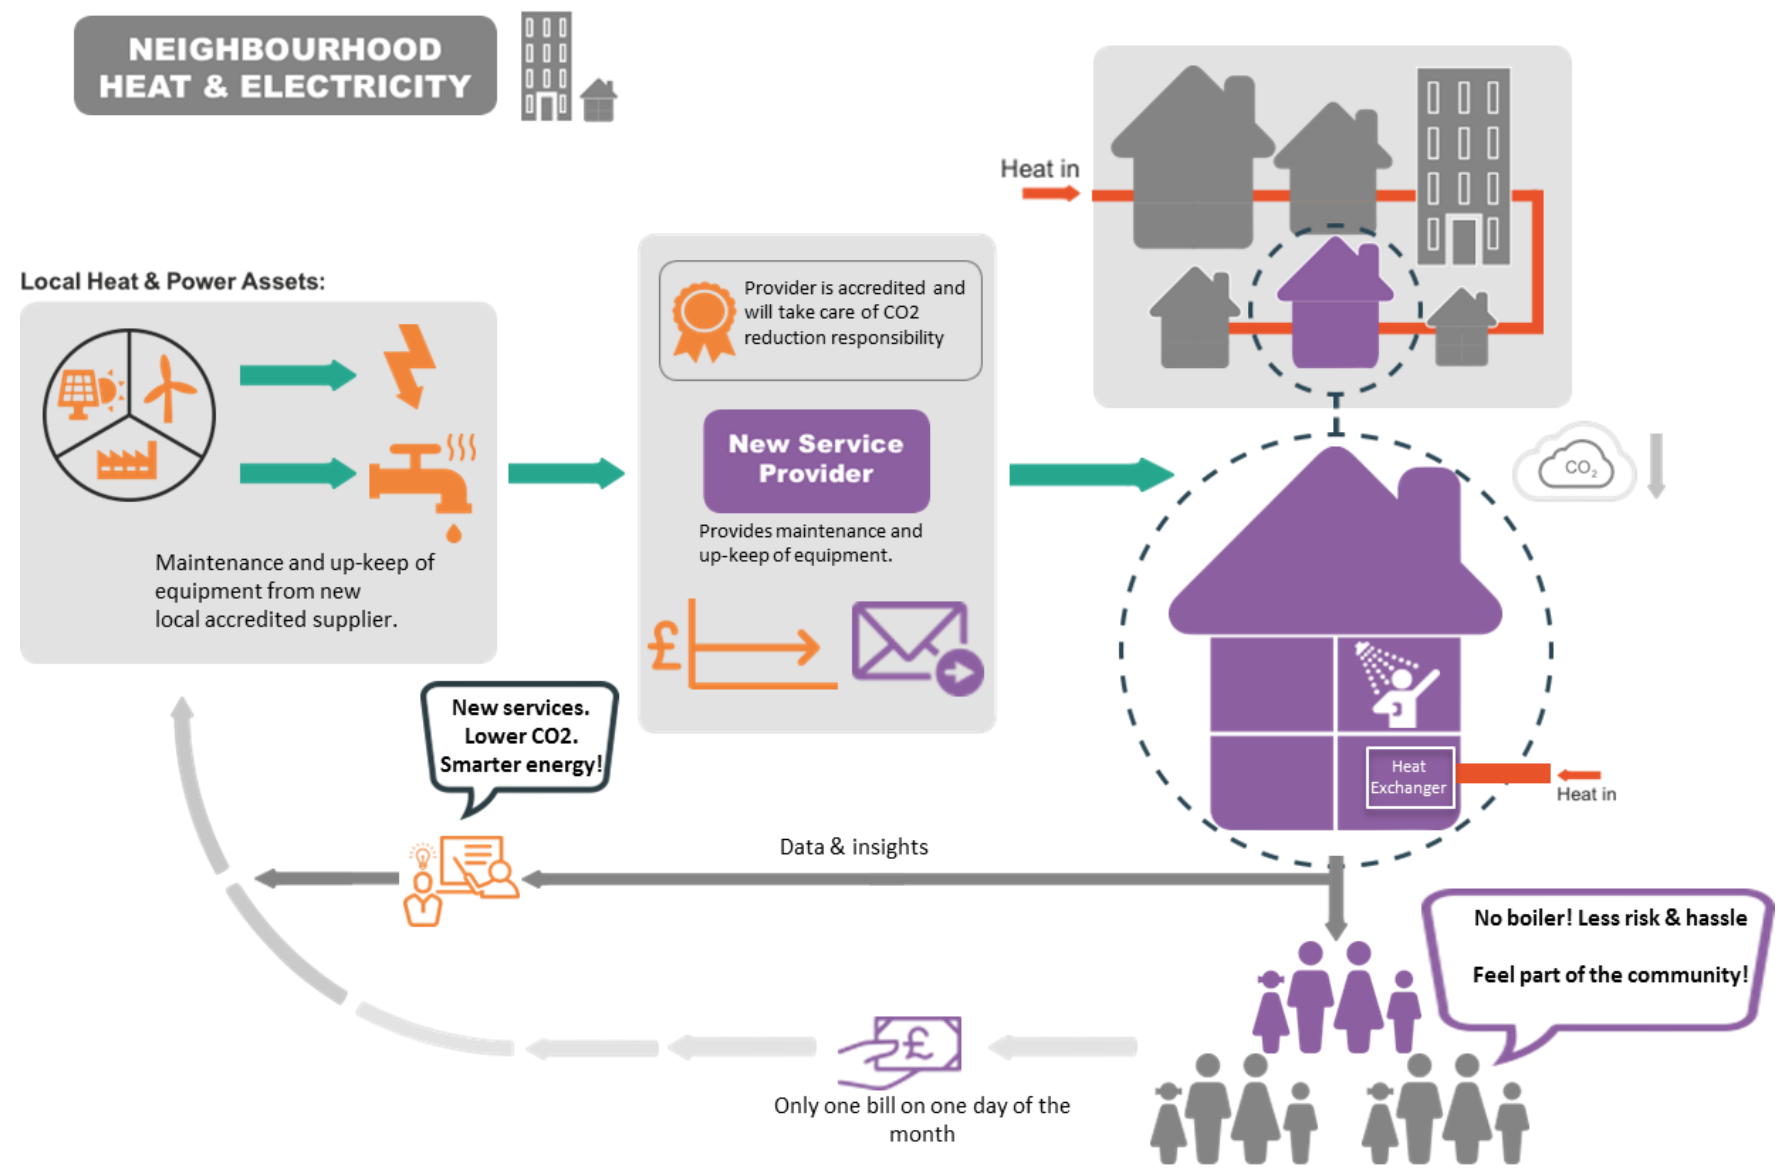 NEIGHBOURHOOD
HEAT & ELECTRICITY
Heat in
Local Heat & Power Assets:
Maintenance and up-keep of
equipment from new
local accredited supplier.
Provider is accredited and
will take care of CO2
reduction responsibility
New Service
Provider
Provides maintenance and
up-keep of equipment.
£
CO₂
Heat
Exchanger
Heat in
New services.
Lower CO2.
Smarter energy!
Data & insights
No boiler! Less risk & hassle
Feel part of the community!
£
Only one bill on one day of the
month